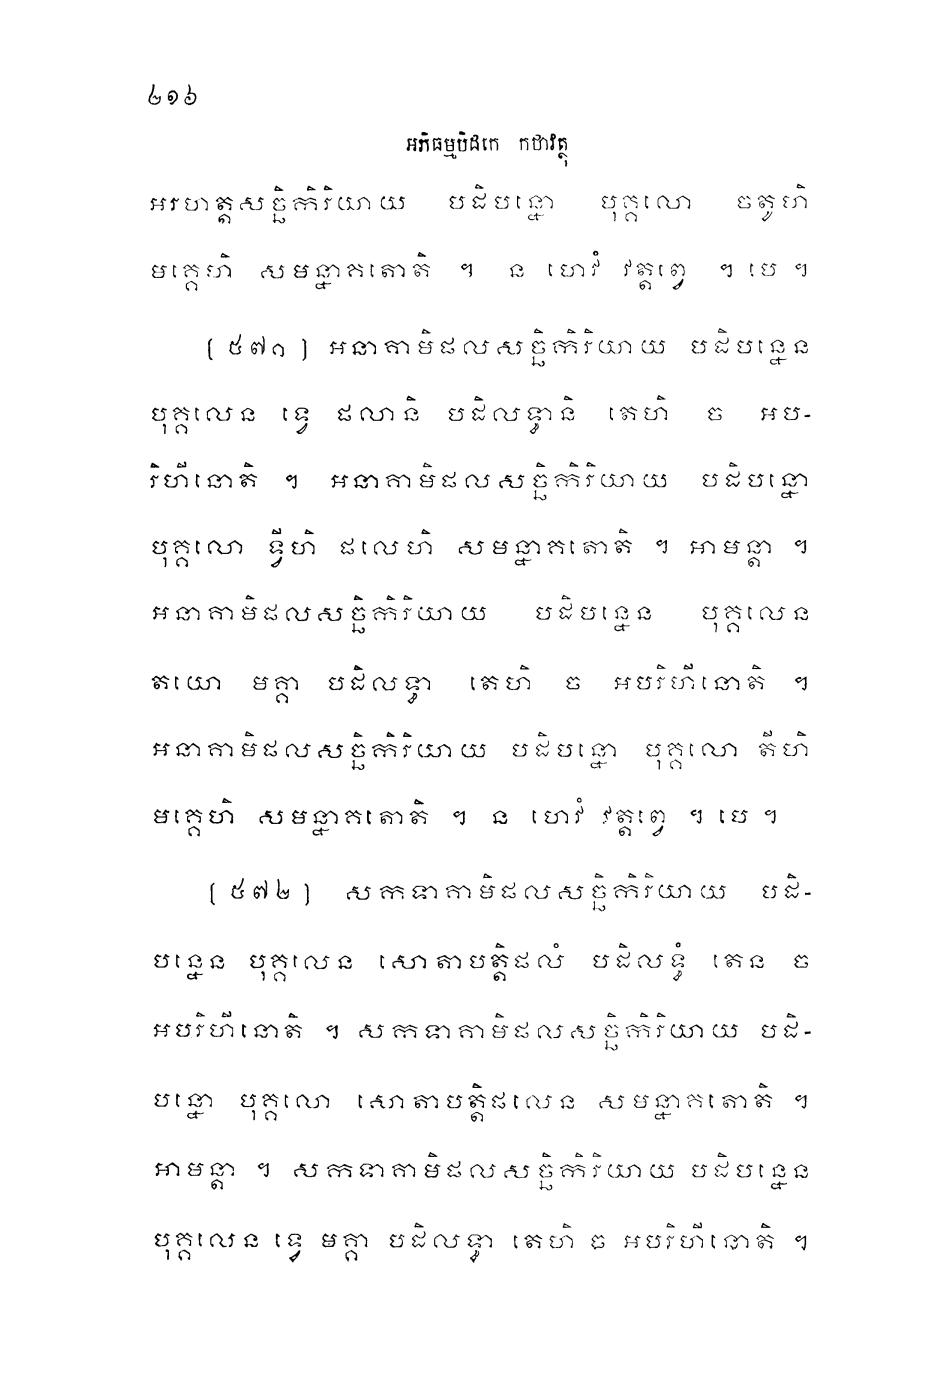 ២១៦
អភិធម្មបិដកេ កថាវត្ថុ
អរហត្តសច្ឆិកិរិយាយ បដិបន្នោ បុគ្គលោ ចតូហិ
មគ្គេហិ សមន្នាគតោតិ ។ ន ហេវំ វត្តព្វេ ។ បេ ។
(៥៧១) អនាគាមិផលសច្ឆិកិរិយាយ បដិបន្នេន
បុគ្គលេន ទ្វេ ផលានិ បដិលទ្ធានិ តេហិ ច អប-
រិហីនោតិ ។ អនាគាមិផលសច្ឆិកិរិយាយ បដិបន្នោ
បុគ្គលោ ទ្វីហិ ផលេហិ សមន្នាគតោតិ ។ អាមន្តា ។
អនាគាមិផលសច្ឆិកិរិយាយ បដិបន្នេន បុគ្គលេន
តយោ មគ្គា បដិលទ្ធា តេហិ ច អបរិហីនោតិ ។
អនាគាមិផលសច្ឆិកិរិយាយ បដិបន្នោ បុគ្គលោ តីហិ
មគ្គេហិ សមន្នាគតោតិ ។ ន ហេវំ វត្តព្វេ ។ បេ ។
(៥៧២) សកទាគាមិផលសច្ឆិកិរិយាយ បដិ-
បន្នេន បុគ្គលេន សោតាបត្តិផលំ បដិលទ្ធំ តេន ច
អបរិហីនោតិ ។ សកទាគាមិផលសច្ឆិកិរិយាយ បដិ-
បន្នោ បុគ្គលោ សោតាបត្តិផលេន សមន្នាគតោតិ ។
អាមន្តា ។ សកទាគាមិផលសច្ឆិកិរិយាយ បដិបន្នេន
បុគ្គលេន ទ្វេ មគ្គា បដិលទ្ធា តេហិ ច អបរិហីនោតិ ។